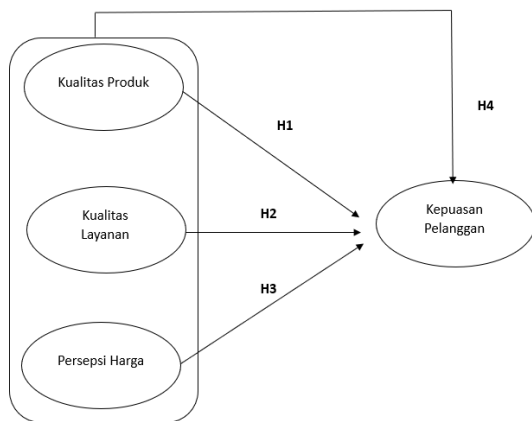 Kualitas Produk
H1
H4
Kualitas
Layanan
H2
Kepuasan
Pelanggan
H3
Persepsi Harga